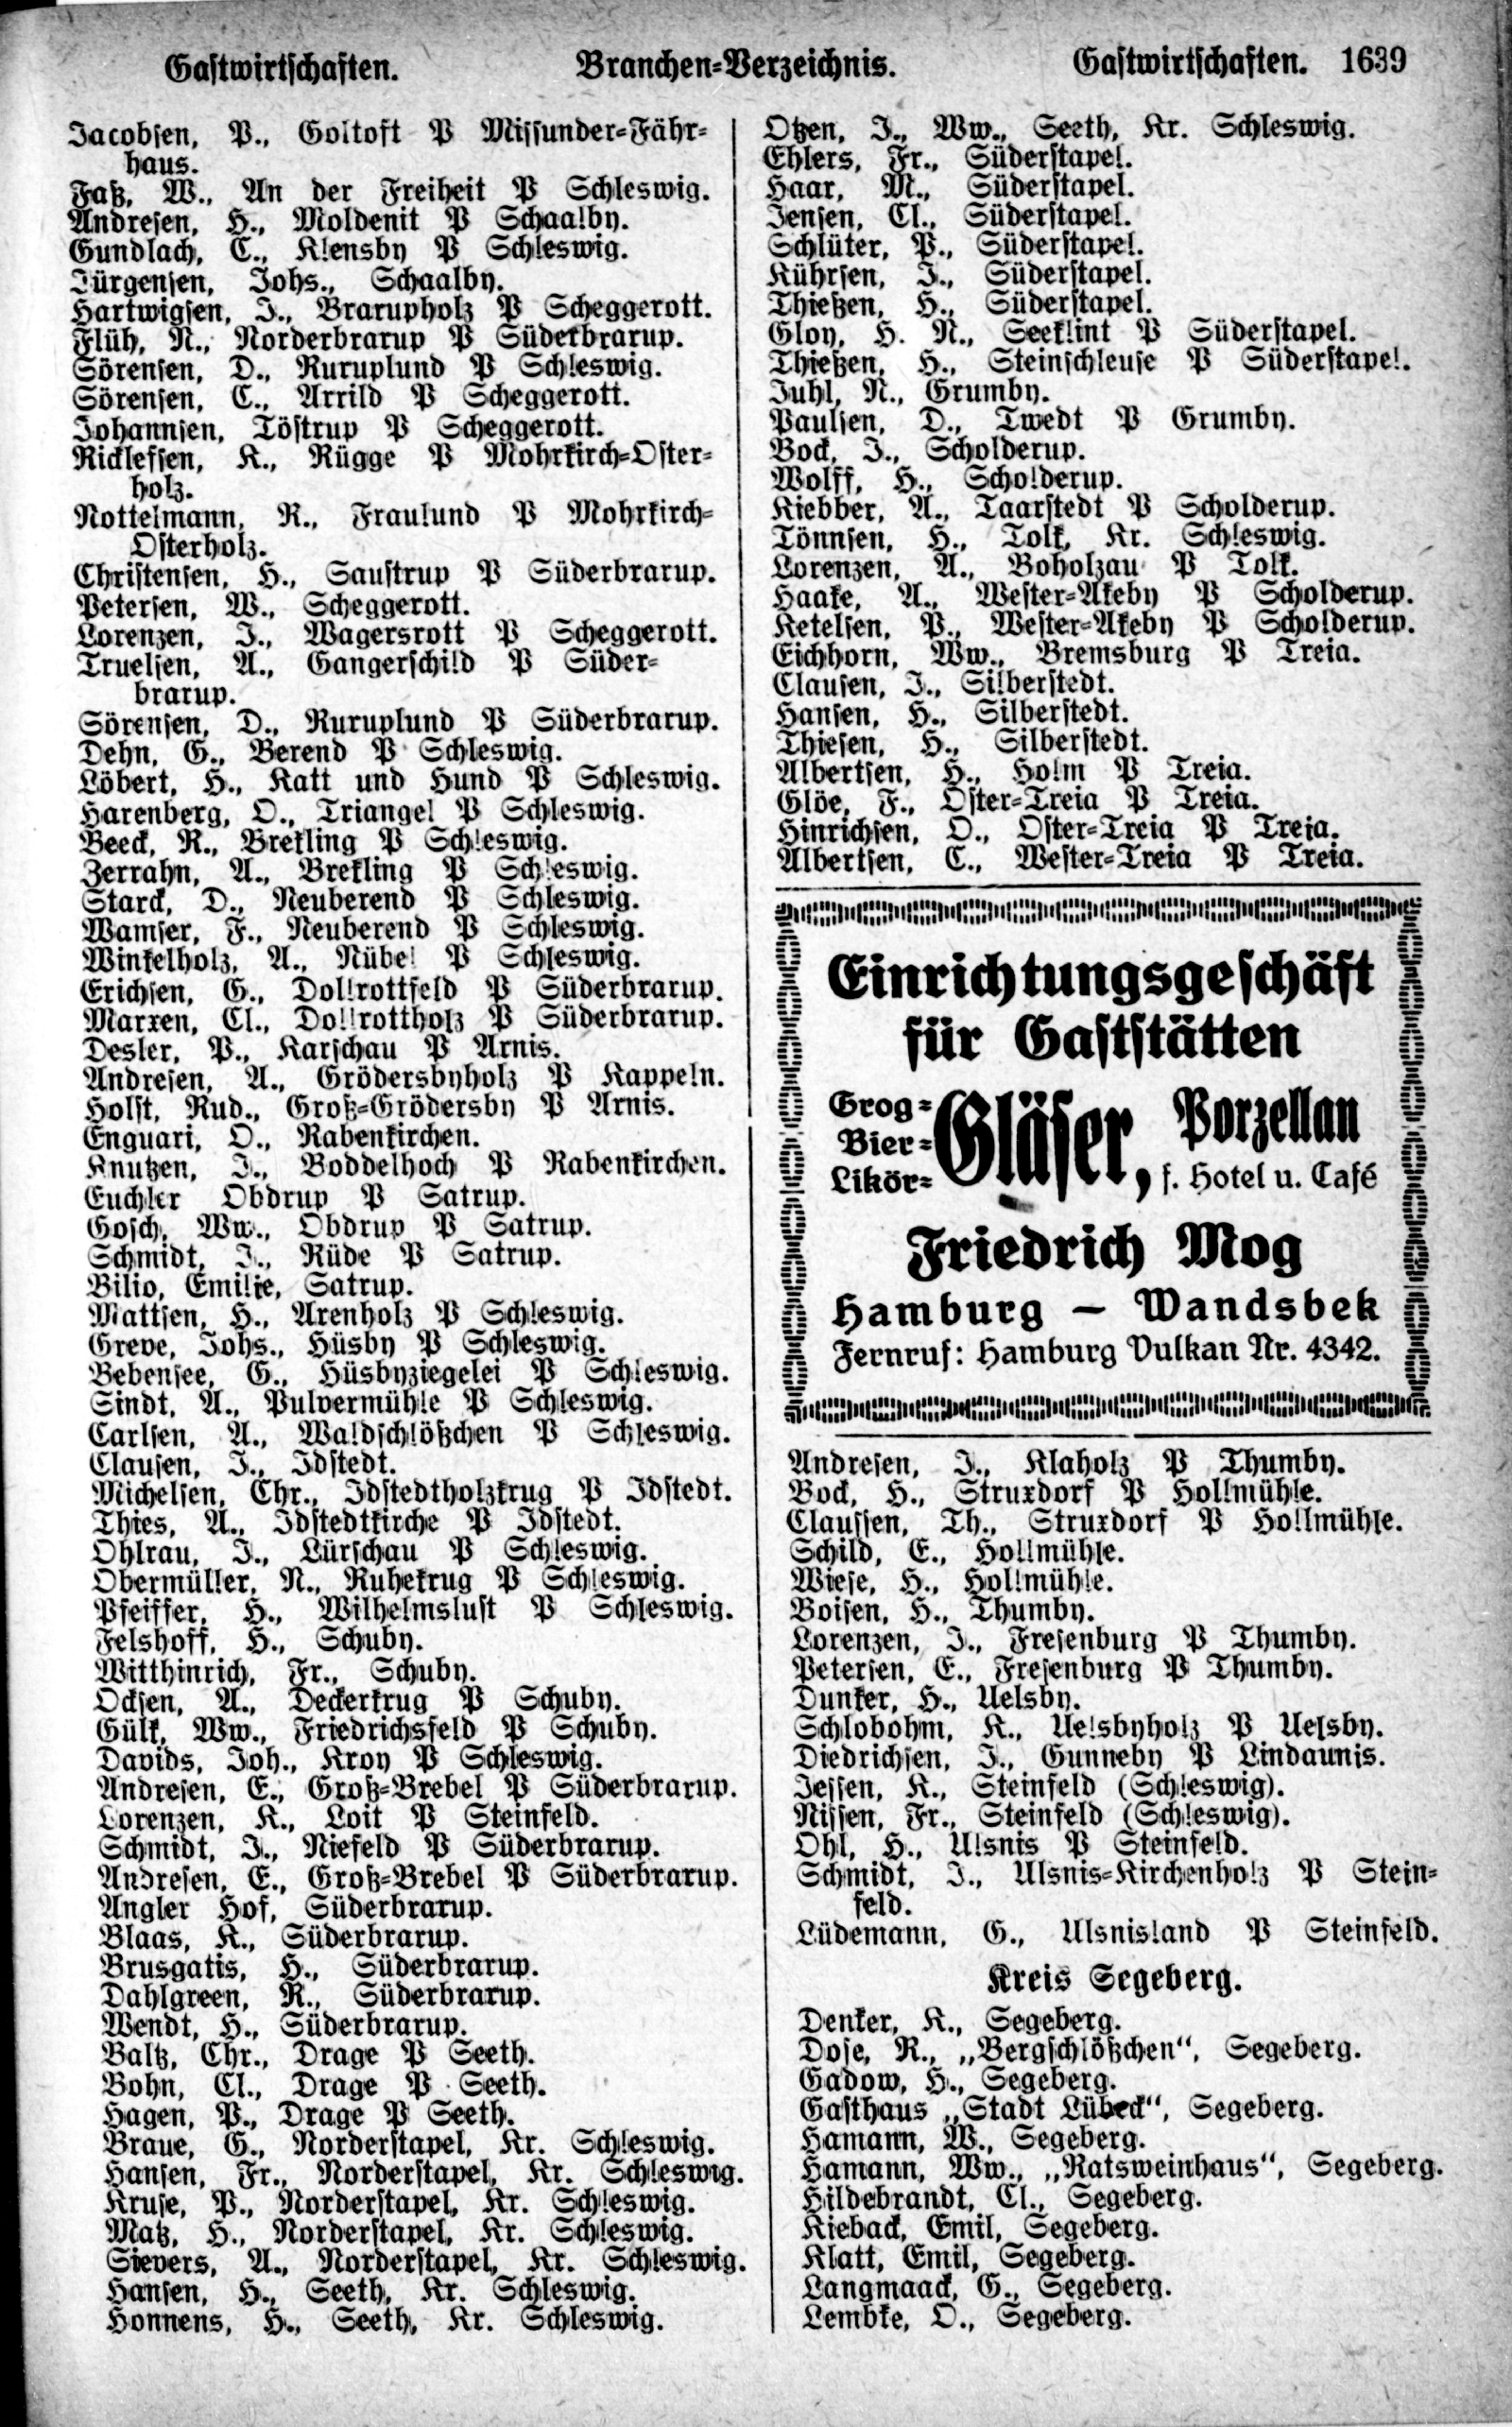 Gastwirtschaften. Branchen=Verzeichnis. Gastwirtschaften. 1639
Jacobsen, P., Goltoft P Missunder=Fähr=
haus.
Faß, W., An der Freiheit P Schleswig.
Andresen, H., Moldenit P Schaalby.
Gundlach, C., Klensby P Schleswig.
Jürgensen, Johs., Schaalby.
Hartwigsen, J., Brarupholz P Scheggerott.
Flüh, N., Norderbrarup P Süderbrarup.
Sörensen, D., Ruruplund P Schleswig.
Sörensen, C., Arrild P Scheggerott.
Johannsen, Töstrup P Scheggerott.
Ricklefsen, K., Rügge P Mohrkirch=Oster=
holz.
Nottelmann, R., Fraulund P Mohrkirch=
Osterholz.
Christensen, H., Saustrup P Süderbrarup.
Petersen, W., Scheggerott.
Lorenzen, J., Wagersrott P Scheggerott.
Truelsen, A., Gangerschild P Süder=
brarup.
Sörensen, D., Ruruplund P Süderbrarup.
Dehn, G., Berend P Schleswig.
Löbert, H., Katt und Hund P Schleswig.
Harenberg, O., Triangel P Schleswig.
Beeck, R., Brekling P Schleswig.
Zerrahn, A., Brekling P Schleswig.
Starck, D., Neuberend P Schleswig.
Wamser, F., Neuberend P Schleswig.
Winkelholz, A., Nübel P Schleswig.
Erichsen, G., Dollrottfeld P Süderbrarup.
Marxen, Cl., Dollrottholz P Süderbrarup.
Desler, P., Karschau P Arnis.
Andresen, A., Grödersbyholz P Kappeln.
Holst, Rud., Groß=Grödersby P Arnis.
Enguari, O., Rabenkirchen.
Knutzen, J., Boddelhoch P Rabenkirchen.
Euchler Obdrup P Satrup.
Gosch, Ww., Obdrup P Satrup.
Schmidt, J., Rüde P Satrup.
Bilio, Emilie, Satrup.
Mattsen, H., Arenholz P Schleswig.
Greve, Johs., Hüsby P Schleswig.
Bebensee, G., Hüsbyziegelei P Schleswig.
Sindt, A., Pulvermühle P Schleswig.
Carlsen, A., Waldschlößchen P Schleswig.
Clausen, J., Idstedt.
Michelsen, Chr., Idstedtholzkrug P Idstedt.
Thies, A., Idstedtkirche P Idstedt.
Ohlrau, J., Lürschau P Schleswig.
Obermüller, N., Ruhekrug P Schleswig.
Pfeiffer, H., Wilhelmslust P Schleswig.
Felshoff, H., Schuby.
Witthinrich, Fr., Schuby.
Ocksen, A., Deckerkrug P Schuby.
Gülk, Ww., Friedrichsfeld P Schuby.
Davids, Joh., Kroy P Schleswig.
Andresen, E., Groß=Brebel P Süderbrarup.
Lorenzen, K., Loit P Steinfeld.
Schmidt, J., Niefeld P Süderbrarup.
Andresen, E., Groß=Brebel P Süderbrarup.
Angler Hof, Süderbrarup.
Blaas, K., Süderbrarup.
Brusgatis, H., Süderbrarup.
Dahlgreen, R., Süderbrarup.
Wendt, H., Süderbrarup.
Baltz, Chr., Drage P Seeth.
Bohn, Cl., Drage P Seeth.
Hagen, P., Drage P Seeth.
Braue, G., Norderstapel, Kr. Schleswig.
Hansen, Fr., Norderstapel, Kr. Schleswig.
Kruse, P., Norderstapel, Kr. Schleswig.
Matz, H., Norderstapel, Kr. Schleswig.
Sievers, A., Norderstapel, Kr. Schleswig.
Hansen, H., Seeth, Kr. Schleswig.
Honnens, H., Seeth, Kr. Schleswig.
Otzen, J., Ww., Seeth, Kr. Schleswig.
Ehlers, Fr., Süderstapel.
Haar, M., Süderstapel.
Jensen, Cl., Süderstapel.
Schlüter, P., Süderstapel.
Kührsen, J., Süderstapel.
Thießen, H., Süderstapel.
Gloy, H. N., Seeklint P Süderstapel.
Thießen, H., Steinschleuse P Süderstapel.
Juhl, N., Grumby.
Paulsen, D., Twedt P Grumby.
Bock, J., Scholderup.
Wolff, H., Scholderup.
Kiebber, A., Taarstedt P Scholderup.
Tönnsen, H., Tolk, Kr. Schleswig.
Lorenzen, A., Boholzau P Tolk.
Haake, A., Wester=Akeby P Scholderup.
Ketelsen, P., Wester=Akeby P Scholderup.
Eichhorn, Ww., Bremsburg P Treia.
Clausen, J., Silberstedt.
Hansen, H., Silberstedt.
Thiesen, H., Silberstedt.
Albertsen, H., Holm P Treia.
Glöe, F., Oster=Treia P Treia.
Hinrichsen, O., Oster=Treia P Treia.
Albertsen, C., Wester=Treia P Treia.
Einrichtungsgeschäft
für Gaststätten
Grog=
Bier=
Likör=
Gläser, Porzellan
f. Hotel u. Café
Friedrich Mog
Hamburg — Wandsbek
Fernruf: Hamburg Vulkan Nr. 4342.
Andresen, J., Klaholz P Thumby.
Bock, H., Struxdorf P Hollmühle.
Claussen, Th., Struxdorf P Hollmühle.
Schild, E., Hollmühle.
Wiese, H., Hollmühle.
Boisen, H., Thumby.
Lorenzen, J., Fresenburg P Thumby.
Petersen, E., Fresenburg P Thumby.
Dunker, H., Uelsby.
Schlobohm, K., Uelsbyholz P Uelsby.
Diedrichsen, J., Gunneby P Lindaunis.
Jessen, K., Steinfeld (Schleswig).
Nissen, Fr., Steinfeld (Schleswig).
Ohl, H., Ulsnis P Steinfeld.
Schmidt, J., Ulsnis=Kirchenholz P Stein=
feld.
Lüdemann, G., Ulsnisland P Steinfeld.
Kreis Segeberg.
Denker, K., Segeberg.
Dose, R., „Bergschlößchen“, Segeberg.
Gadow, H., Segeberg.
Gasthaus „Stadt Lübeck“, Segeberg.
Hamann, W., Segeberg.
Hamann, Ww., „Ratsweinhaus“, Segeberg.
Hildebrandt, Cl., Segeberg.
Kieback, Emil, Segeberg.
Klatt, Emil, Segeberg.
Langmaack, G., Segeberg.
Lembke, O., Segeberg.